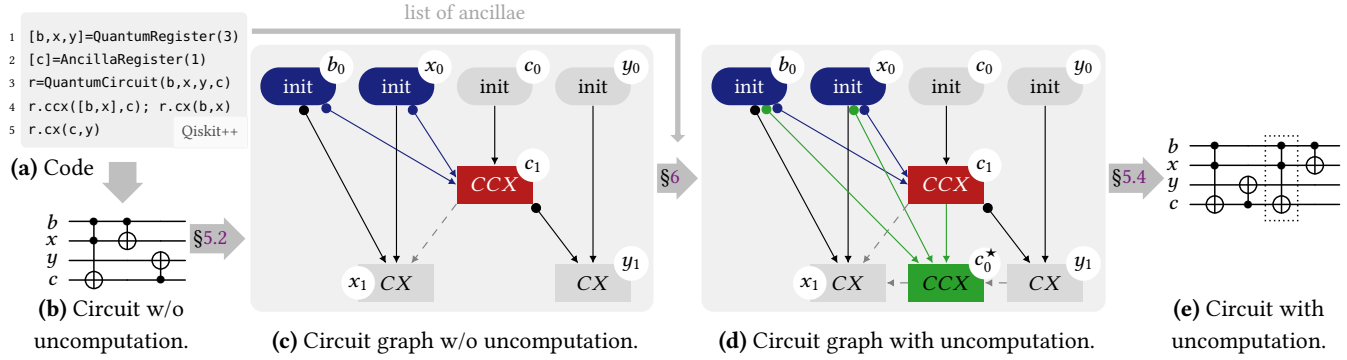 list of ancillae
1 [b,x,y]=QuantumRegister(3)
2 [c]=AncillaRegister(1)
3 r=QuantumCircuit(b,x,y,c)
4 r.ccx([b,x],c); r.cx(b,x)
5 r.cx(c,y)
Qiskit++
(a) Code
b
x
y
c
(b) Circuit w/o
uncomputation.
§5.2
init b0 init x0 init c0 init y0
CCX c1
x1 CX CX y1
(c) Circuit graph w/o uncomputation.
§6
init b0 init x0 init c0 init y0
CCX c1
x1 CX CCX c0★ CX y1
(d) Circuit graph with uncomputation.
§5.4
b
x
y
c
(e) Circuit with
uncomputation.